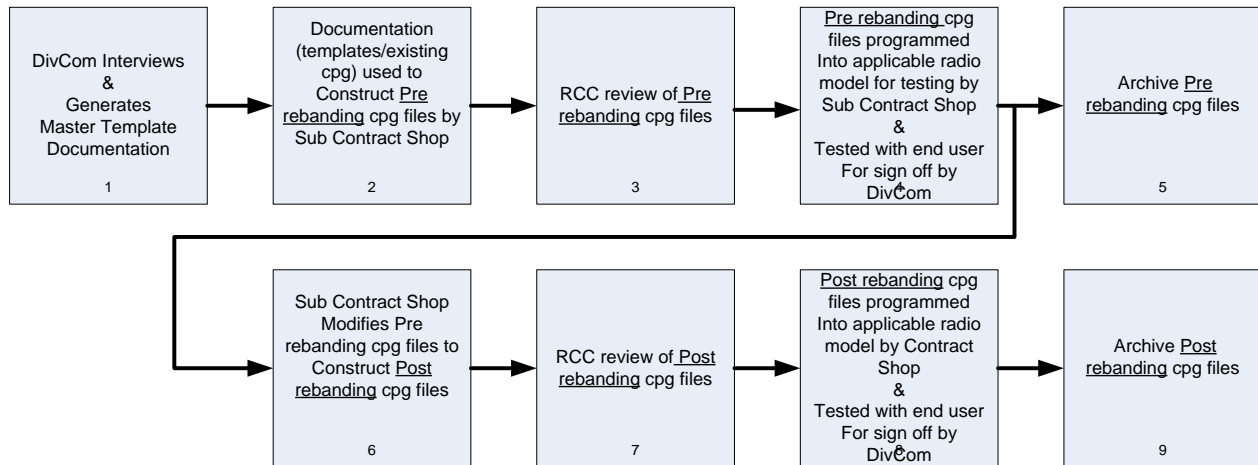 DivCom Interviews
&
Generates
Master Template
Documentation
1
Documentation
(templates/existing
cpg) used to
Construct Pre
rebanding cpg files by
Sub Contract Shop
2
RCC review of Pre
rebanding cpg files
3
Pre rebanding cpg
files programmed
Into applicable radio
model for testing by
Sub Contract Shop
&
Tested with end user
For sign off by
DivCom
4
Archive Pre
rebanding cpg files
5
Sub Contract Shop
Modifies Pre
rebanding cpg files to
Construct Post
rebanding cpg files
6
RCC review of Post
rebanding cpg files
7
Post rebanding cpg
files programmed
Into applicable radio
model by Contract
Shop
&
Tested with end user
For sign off by
DivCom
8
Archive Post
rebanding cpg files
9